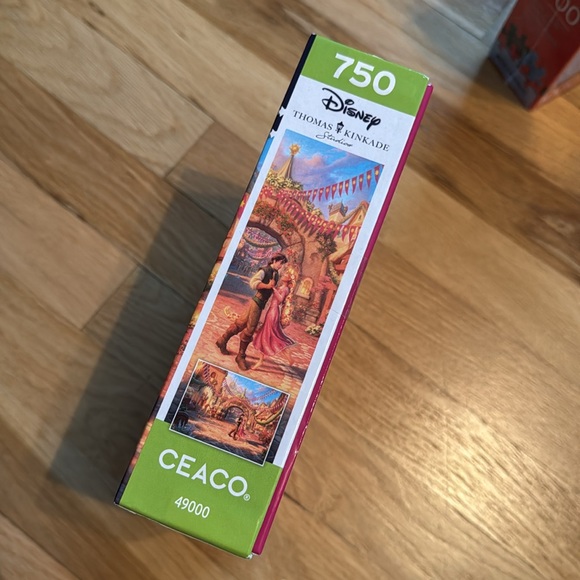 750
Disney
THOMAS KINKADE
Studios
CEACO®
49000